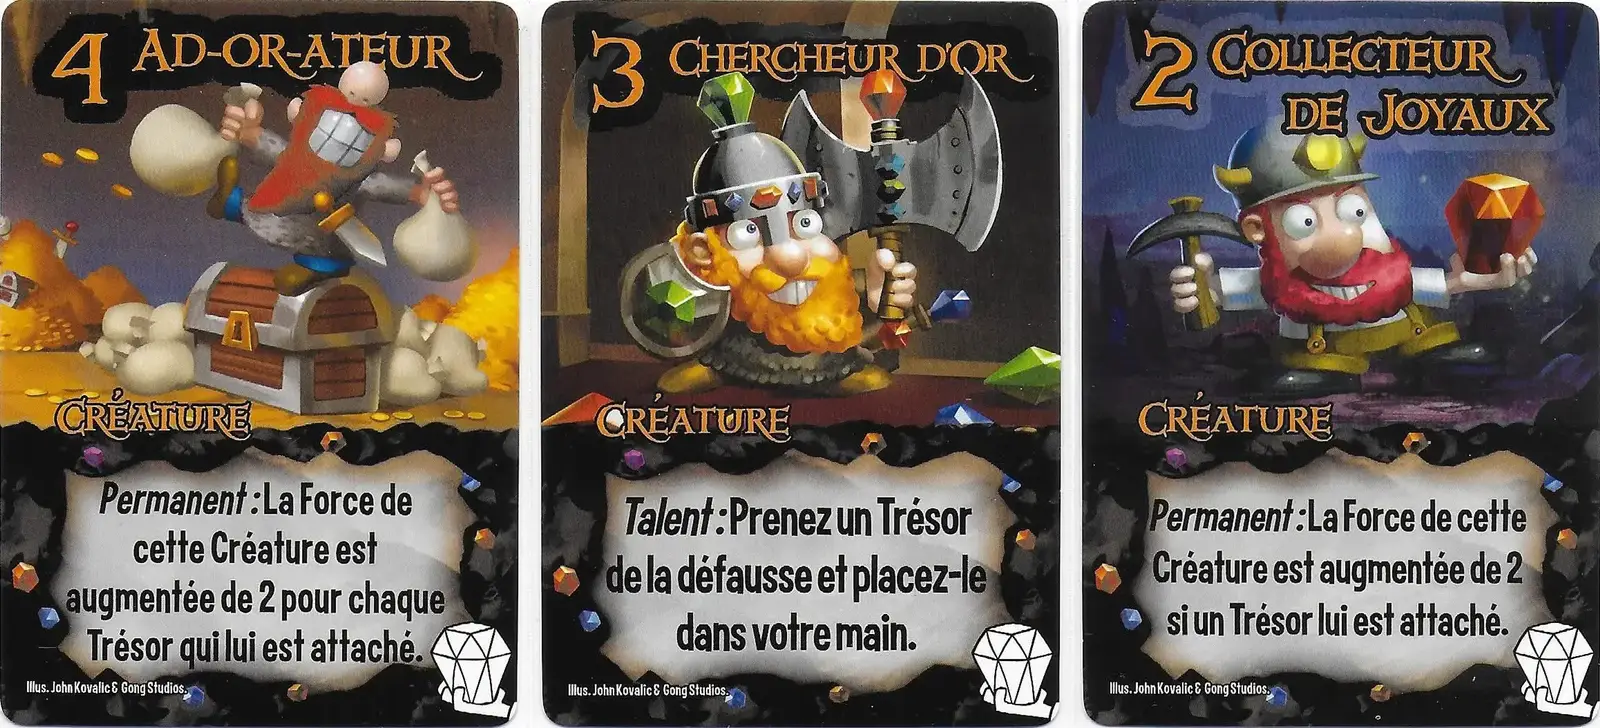 4 AD-OR-ATEUR
CRÉATURE
Permanent : La Force de
cette Créature est
augmentée de 2 pour chaque
Trésor qui lui est attaché.
Illus. John Kovalic & Gong Studios.
3 CHERCHEUR D'OR
CRÉATURE
Talent : Prenez un Trésor
de la défausse et placez-le
dans votre main.
Illus. John Kovalic & Gong Studios.
2 COLLECTEUR
DE JOYAUX
CRÉATURE
Permanent : La Force de cette
Créature est augmentée de 2
si un Trésor lui est attaché.
Illus. John Kovalic & Gong Studios.